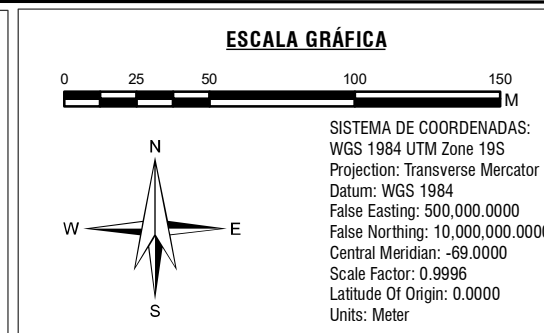 ESCALA GRÁFICA
0 25 50 100 150
M
SISTEMA DE COORDENADAS:
WGS 1984 UTM Zone 19S
Projection: Transverse Mercator
Datum: WGS 1984
False Easting: 500,000.0000
False Northing: 10,000,000.0000
Central Meridian: -69.0000
Scale Factor: 0.9996
Latitude Of Origin: 0.0000
Units: Meter
N
W E
S